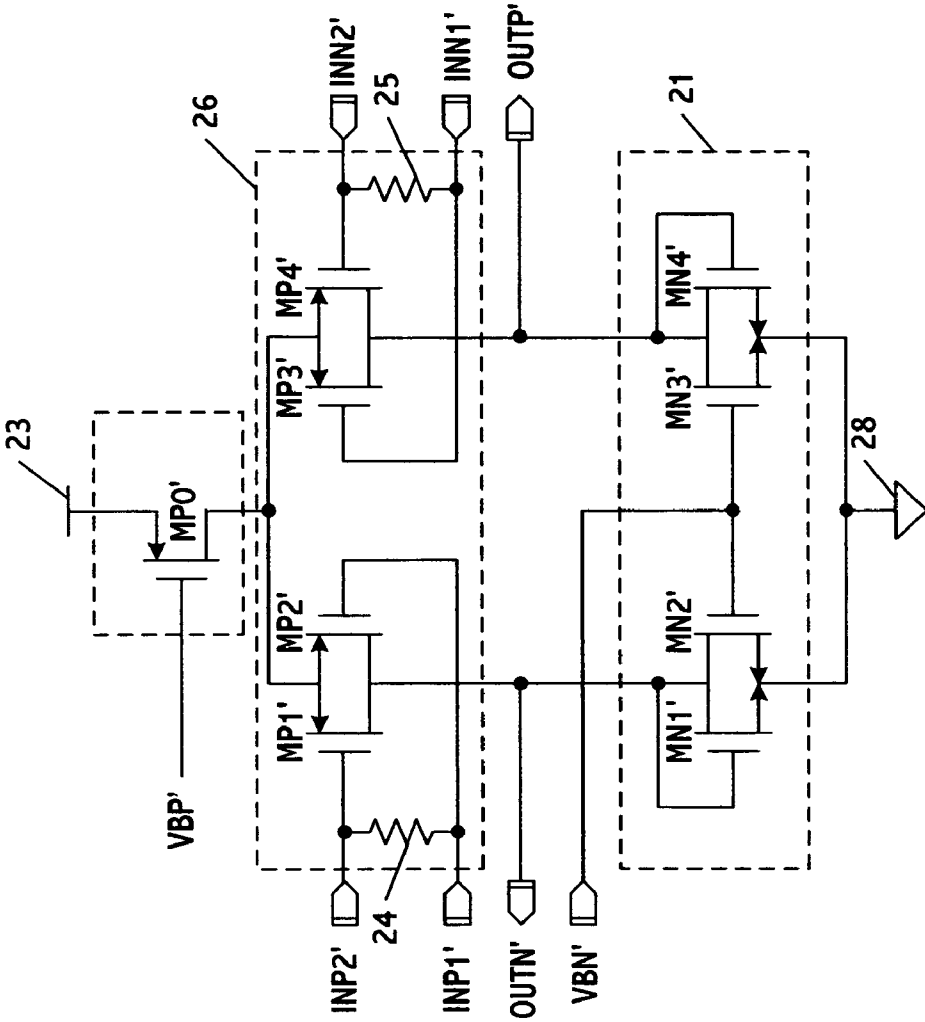 23
MP0'
VBP'
26
MP1'
MP2'
MP3'
MP4'
INN2'
25
INN1'
INP2'
24
INP1'
OUTP'
OUTN'
VBN'
21
MN1'
MN2'
MN3'
MN4'
28